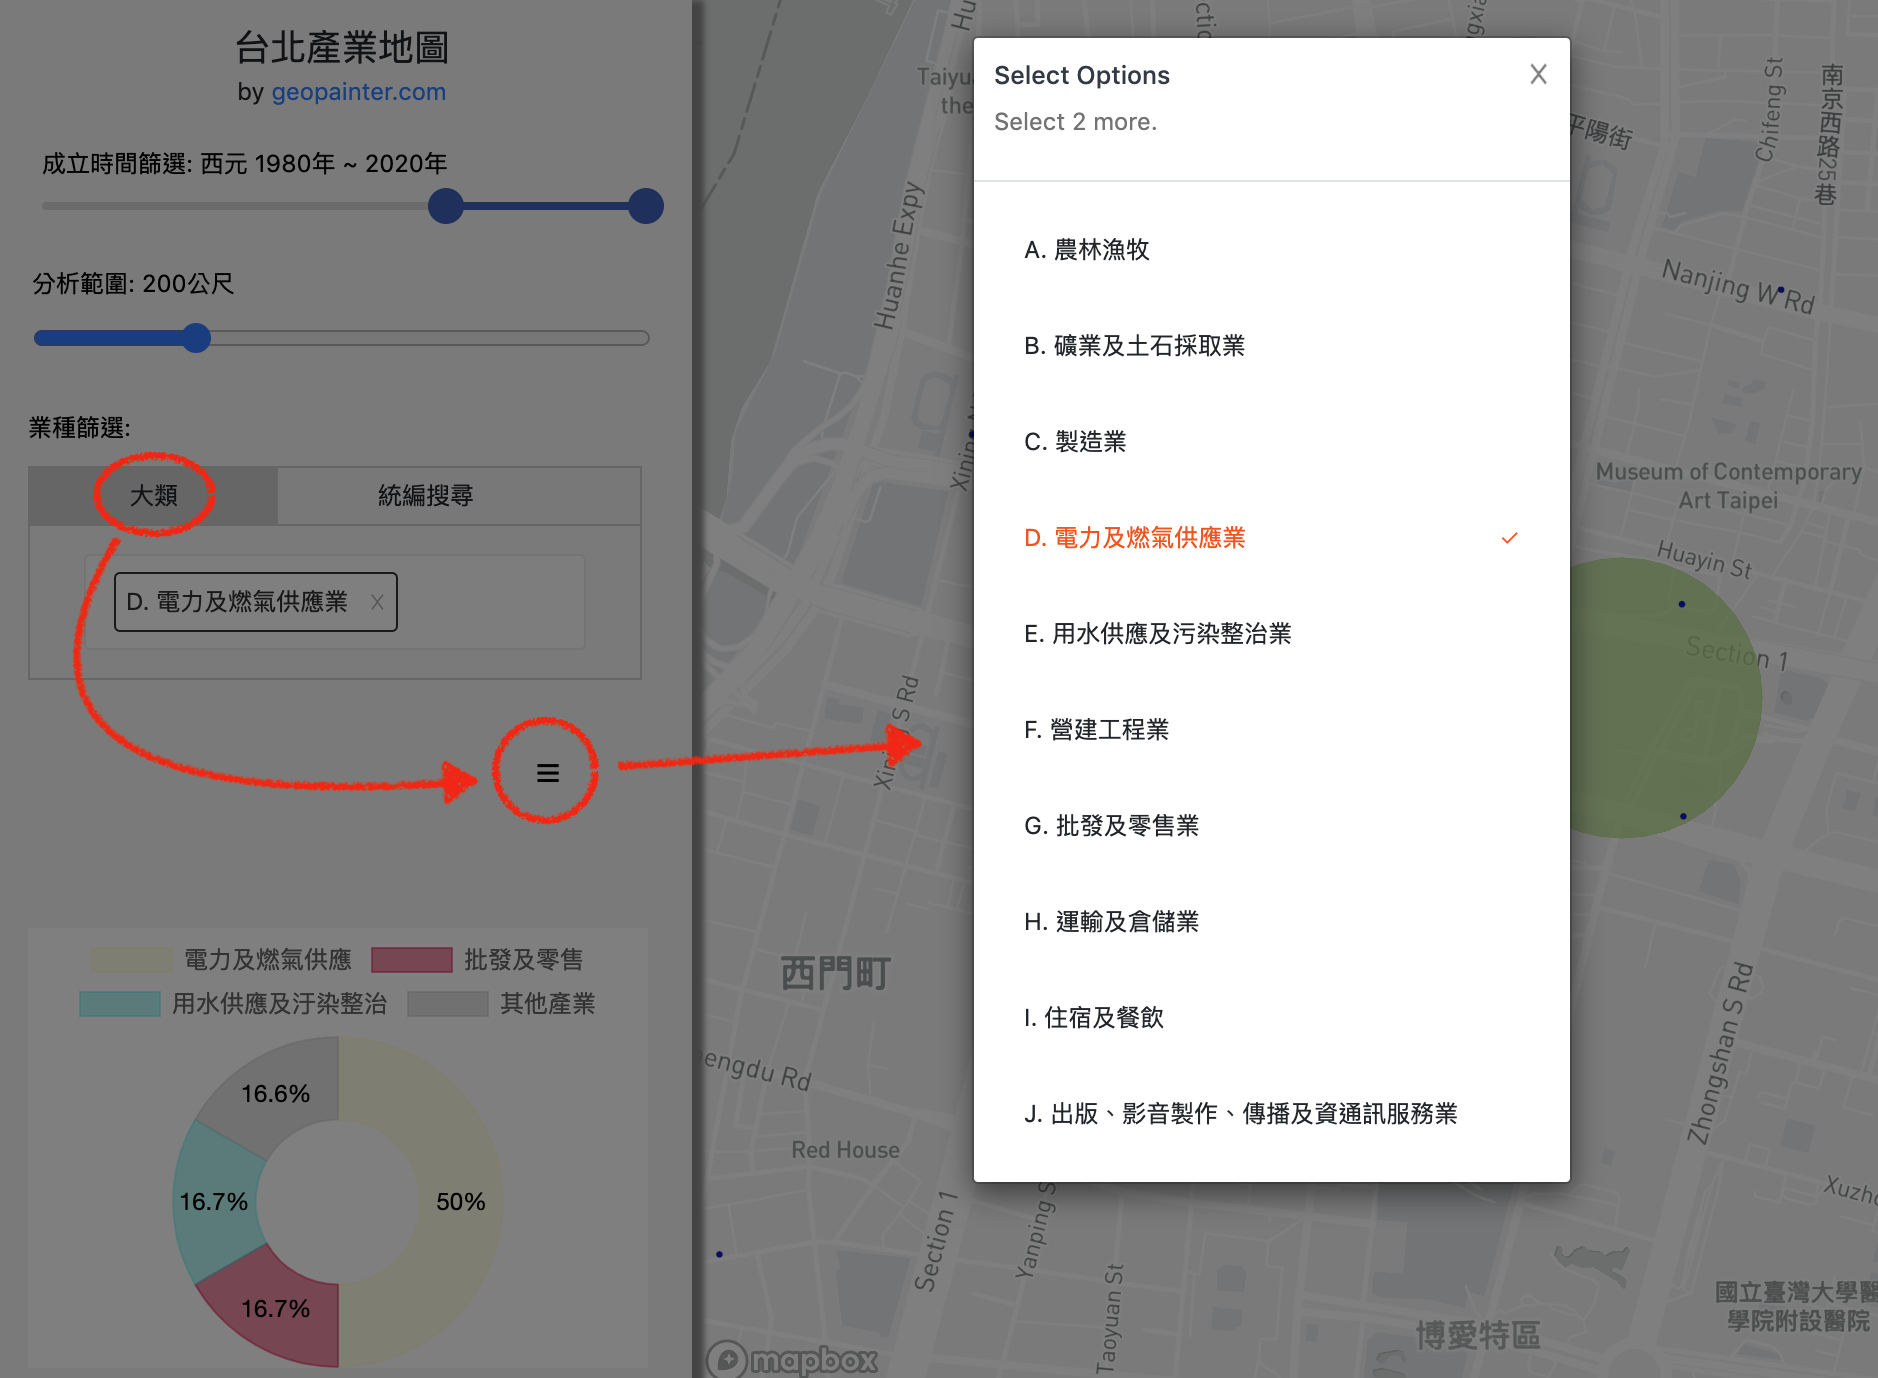 台北產業地圖
by geopainter.com
成立時間篩選: 西元 1980年 ~ 2020年
分析範圍: 200公尺
業種篩選:
大類
統編搜尋
D. 電力及燃氣供應業 X
電力及燃氣供應
批發及零售
用水供應及汙染整治
其他產業
16.6%
16.7%
50%
16.7%
Select Options
X
Select 2 more.
A. 農林漁牧
B. 礦業及土石採取業
C. 製造業
D. 電力及燃氣供應業
E. 用水供應及污染整治業
F. 營建工程業
G. 批發及零售業
H. 運輸及倉儲業
I. 住宿及餐飲
J. 出版、影音製作、傳播及資通訊服務業
Huanhe Expy
平陽街
Chifeng St
南京西路25巷
Nanjing W Rd
Museum of Contemporary
Art Taipei
Huayin St
Section 1
S Rd
西門町
engdu Rd
Red House
Section 1
Yanping S
Taoyuan St
Zhongshan S Rd
博愛特區
國立臺灣大學醫
學院附設醫院
mapbox